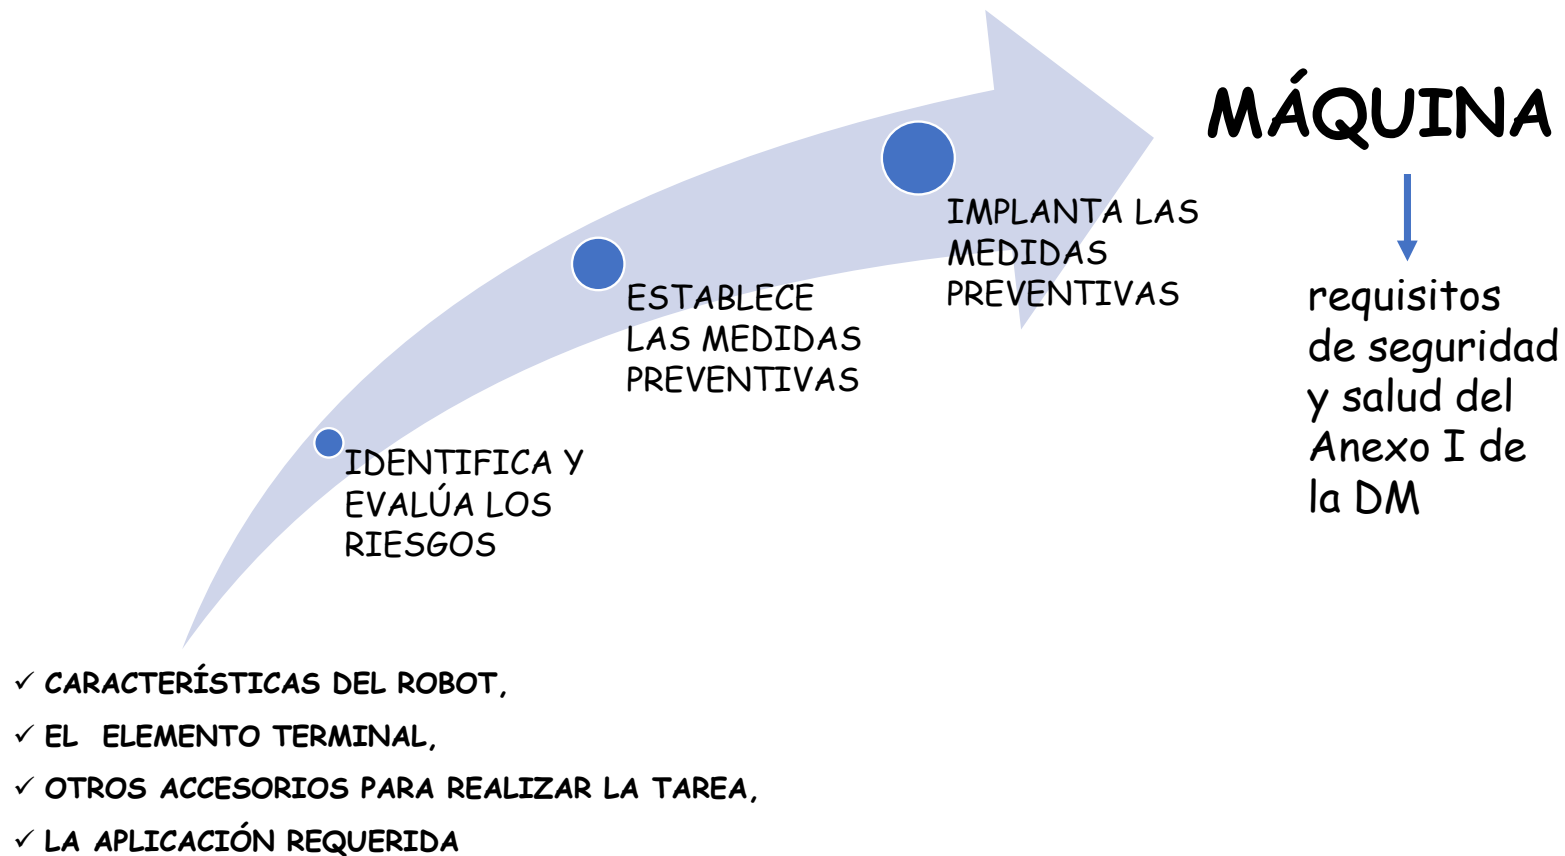 MÁQUINA
IMPLANTA LAS
MEDIDAS
PREVENTIVAS
requisitos
de seguridad
y salud del
Anexo I de
la DM
ESTABLECE
LAS MEDIDAS
PREVENTIVAS
IDENTIFICA Y
EVALÚA LOS
RIESGOS
✓ CARACTERÍSTICAS DEL ROBOT,
✓ EL ELEMENTO TERMINAL,
✓ OTROS ACCESORIOS PARA REALIZAR LA TAREA,
✓ LA APLICACIÓN REQUERIDA